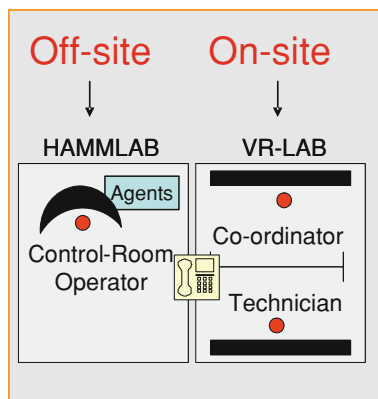 Off-site
On-site
HAMMLAB
VR-LAB
Agents
Control-Room
Operator
Co-ordinator
Technician